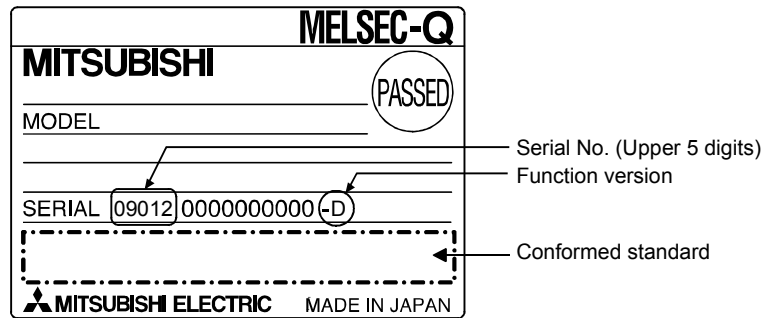 MELSEC-Q
MITSUBISHI
PASSED
MODEL
Serial No. (Upper 5 digits)
Function version
SERIAL 09012 0000000000 -D
Conformed standard
MITSUBISHI ELECTRIC MADE IN JAPAN